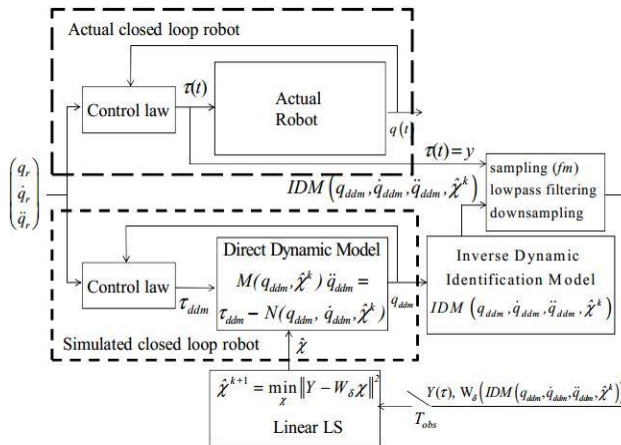 Actual closed loop robot
Control law
τ(t)
Actual
Robot
q(t)
τ(t) = y
(q_r
q̇_r
q̈_r)
IDM(q_ddm, q̇_ddm, q̈_ddm, χ̂^k)
sampling (fm)
lowpass filtering
downsampling
Control law
τ_ddm
Direct Dynamic Model
M(q_ddm, χ̂^k) q̈_ddm =
τ_ddm − N(q_ddm, q̇_ddm, χ̂^k)
q_ddm
Inverse Dynamic
Identification Model
IDM (q_ddm, q̇_ddm, q̈_ddm, χ̂^k)
Simulated closed loop robot
χ̂
χ̂^{k+1} = min_χ ‖Y − W_δ χ‖²
Linear LS
Y(τ), W_δ(IDM(q_ddm, q̇_ddm, q̈_ddm, χ̂^k))
T_obs